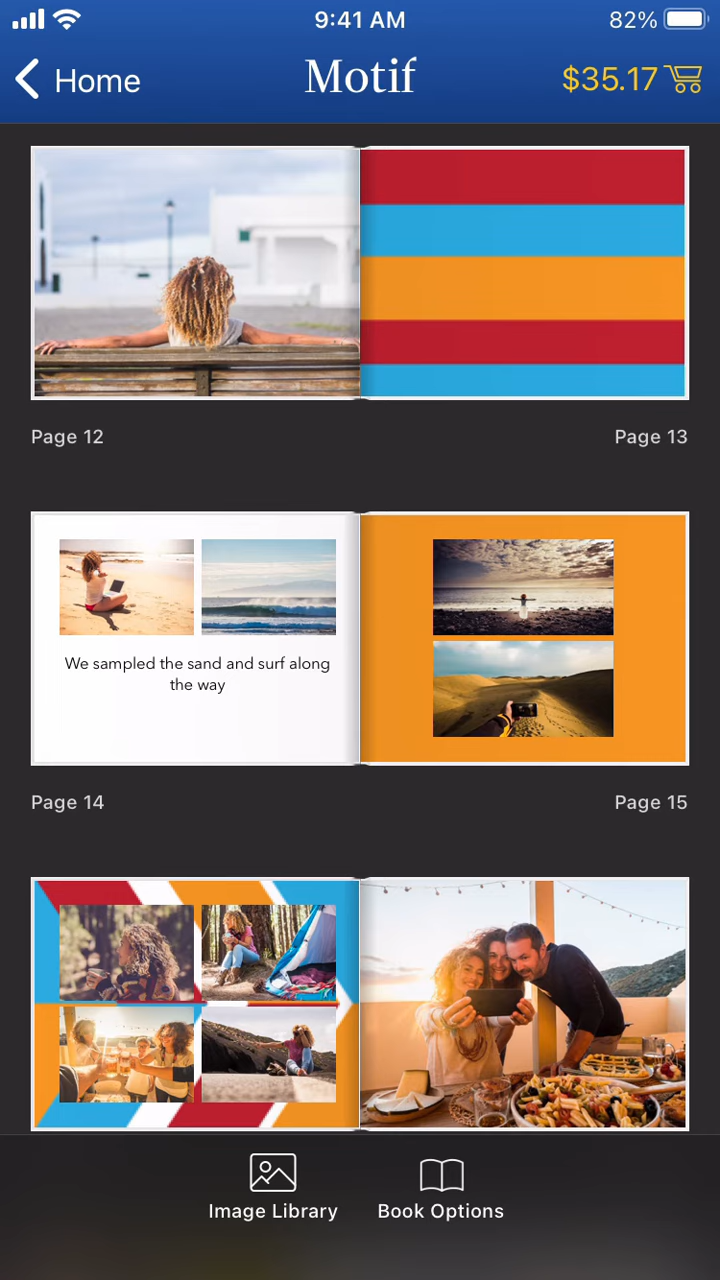 9:41 AM
82%
Home
Motif
$35.17
Page 12
Page 13
We sampled the sand and surf along
the way
Page 14
Page 15
Image Library
Book Options